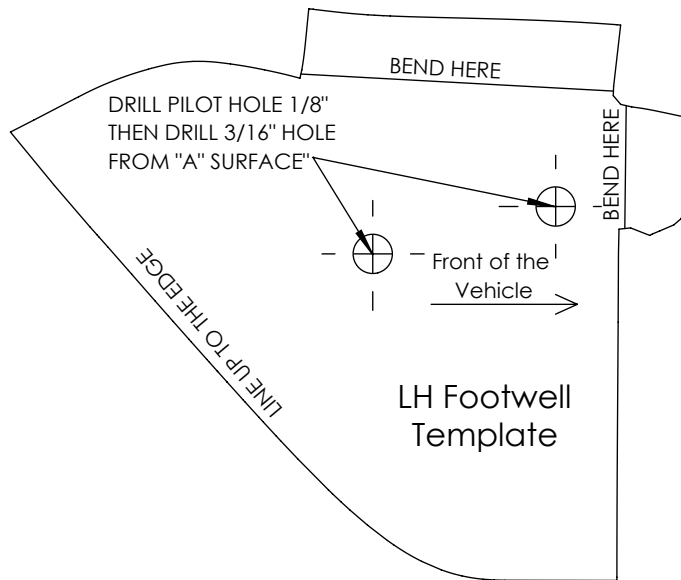 BEND HERE
DRILL PILOT HOLE 1/8"
THEN DRILL 3/16" HOLE
FROM "A" SURFACE"
BEND HERE
Front of the
Vehicle
LINE UP TO THE EDGE
LH Footwell
Template